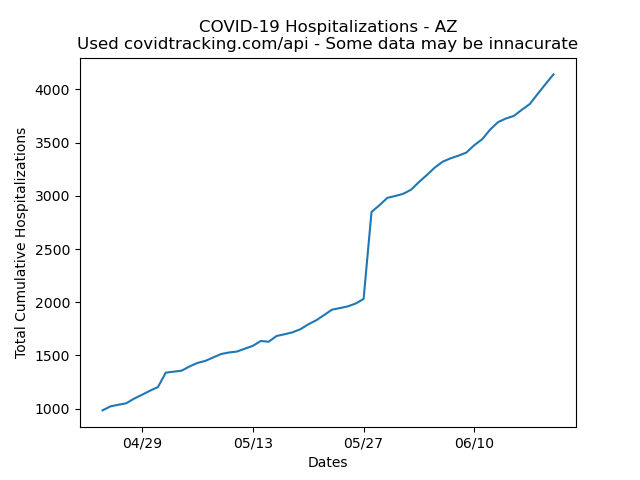 COVID-19 Hospitalizations - AZ
Used covidtracking.com/api - Some data may be innacurate
Total Cumulative Hospitalizations
4000
3500
3000
2500
2000
1500
1000
04/29 05/13 05/27 06/10
Dates